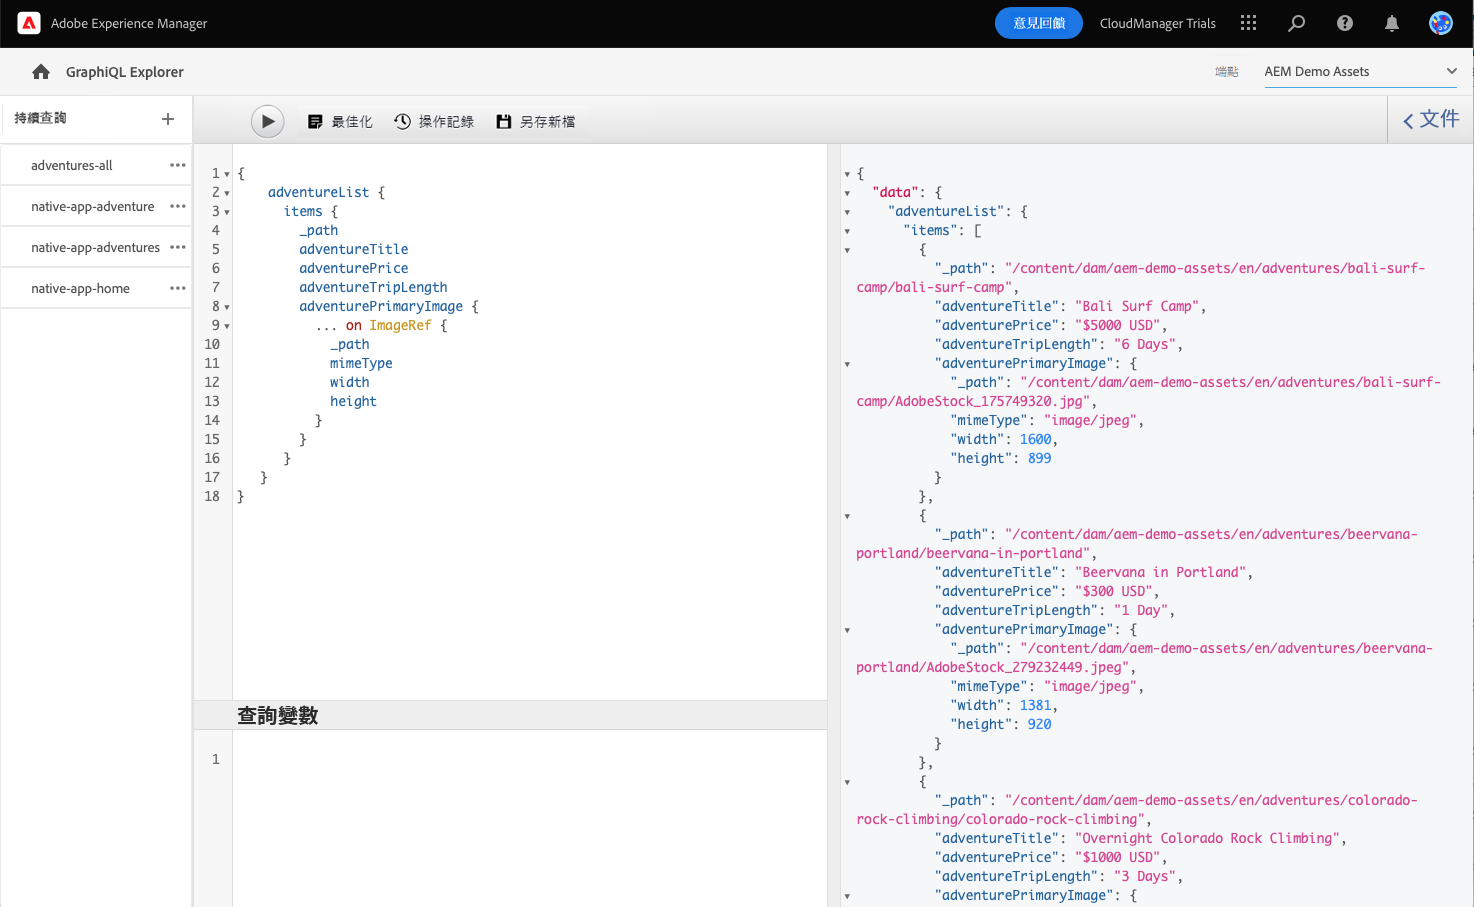 Adobe Experience Manager
意見回饋
CloudManager Trials
GraphiQL Explorer
端點
AEM Demo Assets
持續查詢
最佳化
操作記錄
另存新檔
文件
adventures-all
native-app-adventure
native-app-adventures
native-app-home
1 {
2 adventureList {
3 items {
4 _path
5 adventureTitle
6 adventurePrice
7 adventureTripLength
8 adventurePrimaryImage {
9 ... on ImageRef {
10 _path
11 mimeType
12 width
13 height
14 }
15 }
16 }
17 }
18 }
查詢變數
1
{
"data": {
"adventureList": {
"items": [
{
"_path": "/content/dam/aem-demo-assets/en/adventures/bali-surf-
camp/bali-surf-camp",
"adventureTitle": "Bali Surf Camp",
"adventurePrice": "$5000 USD",
"adventureTripLength": "6 Days",
"adventurePrimaryImage": {
"_path": "/content/dam/aem-demo-assets/en/adventures/bali-surf-
camp/AdobeStock_175749320.jpg",
"mimeType": "image/jpeg",
"width": 1600,
"height": 899
}
},
{
"_path": "/content/dam/aem-demo-assets/en/adventures/beervana-
portland/beervana-in-portland",
"adventureTitle": "Beervana in Portland",
"adventurePrice": "$300 USD",
"adventureTripLength": "1 Day",
"adventurePrimaryImage": {
"_path": "/content/dam/aem-demo-assets/en/adventures/beervana-
portland/AdobeStock_279232449.jpeg",
"mimeType": "image/jpeg",
"width": 1381,
"height": 920
}
},
{
"_path": "/content/dam/aem-demo-assets/en/adventures/colorado-
rock-climbing/colorado-rock-climbing",
"adventureTitle": "Overnight Colorado Rock Climbing",
"adventurePrice": "$1000 USD",
"adventureTripLength": "3 Days",
"adventurePrimaryImage": {